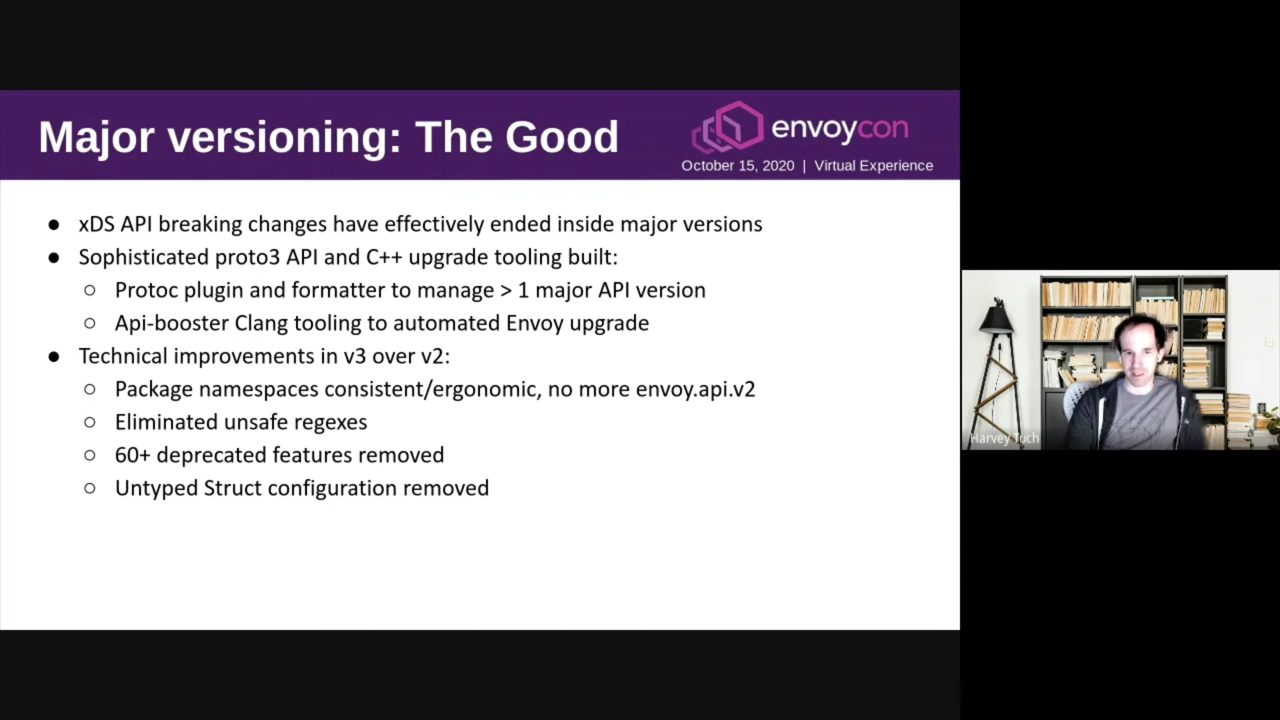 Major versioning: The Good
envoycon
October 15, 2020 | Virtual Experience
● xDS API breaking changes have effectively ended inside major versions
● Sophisticated proto3 API and C++ upgrade tooling built:
○ Protoc plugin and formatter to manage > 1 major API version
○ Api-booster Clang tooling to automated Envoy upgrade
● Technical improvements in v3 over v2:
○ Package namespaces consistent/ergonomic, no more envoy.api.v2
○ Eliminated unsafe regexes
○ 60+ deprecated features removed
○ Untyped Struct configuration removed
Harvey Tuch